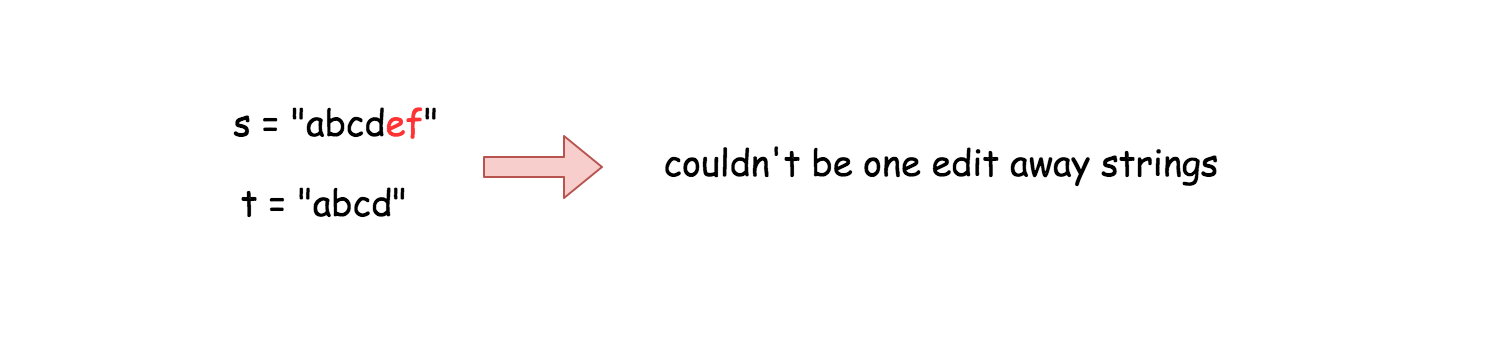 s = "abcdef"
t = "abcd"
couldn't be one edit away strings